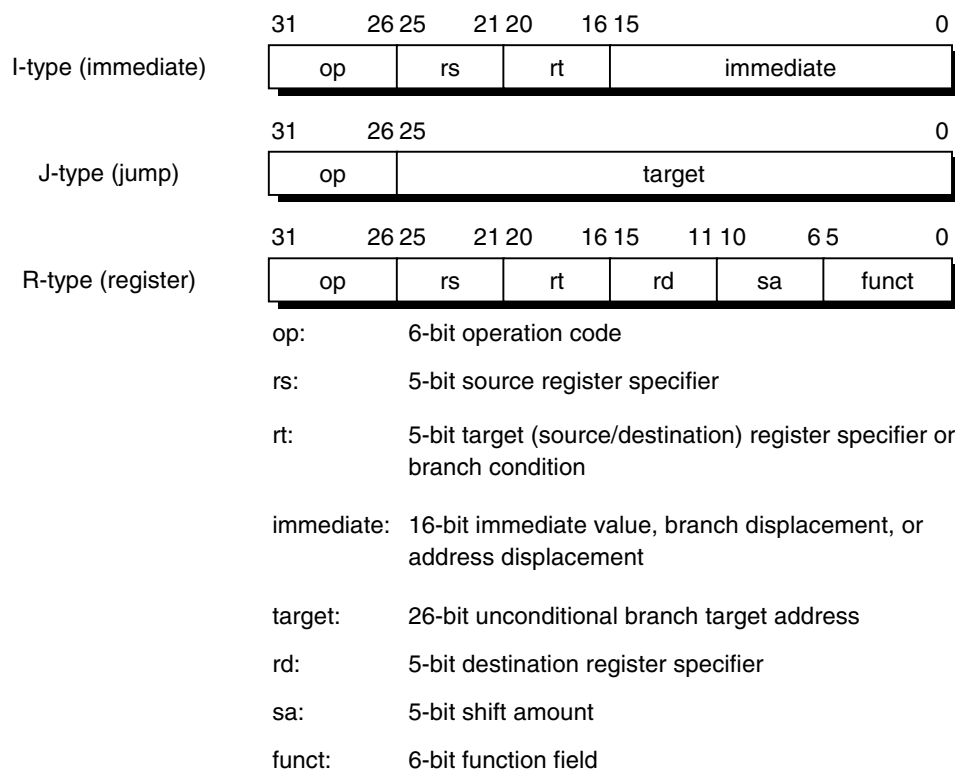 31 26 25 21 20 16 15 0
I-type (immediate) op rs rt immediate
31 26 25 0
J-type (jump) op target
31 26 25 21 20 16 15 11 10 6 5 0
R-type (register) op rs rt rd sa funct
op: 6-bit operation code
rs: 5-bit source register specifier
rt: 5-bit target (source/destination) register specifier or
branch condition
immediate: 16-bit immediate value, branch displacement, or
address displacement
target: 26-bit unconditional branch target address
rd: 5-bit destination register specifier
sa: 5-bit shift amount
funct: 6-bit function field